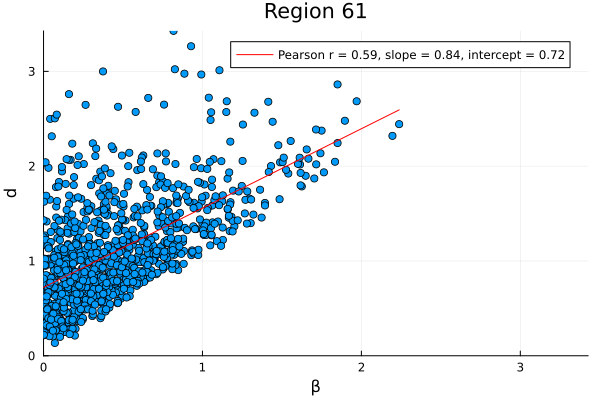 Region 61
Pearson r = 0.59, slope = 0.84, intercept = 0.72
3
2
1
0
d
0 1 2 3
β